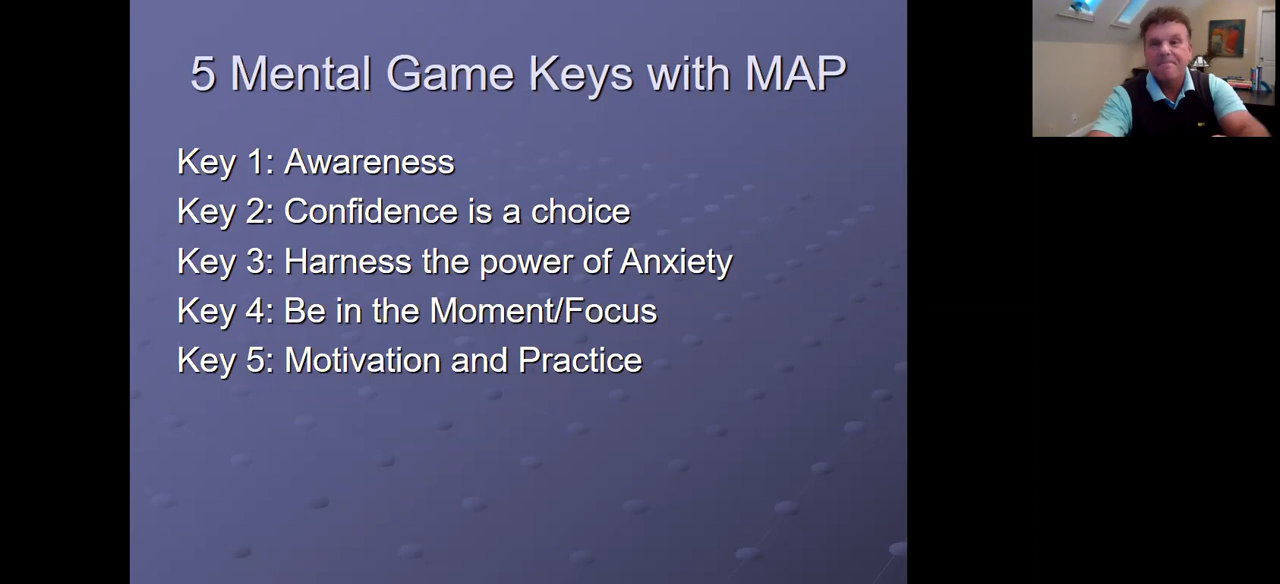 5 Mental Game Keys with MAP
Key 1: Awareness
Key 2: Confidence is a choice
Key 3: Harness the power of Anxiety
Key 4: Be in the Moment/Focus
Key 5: Motivation and Practice